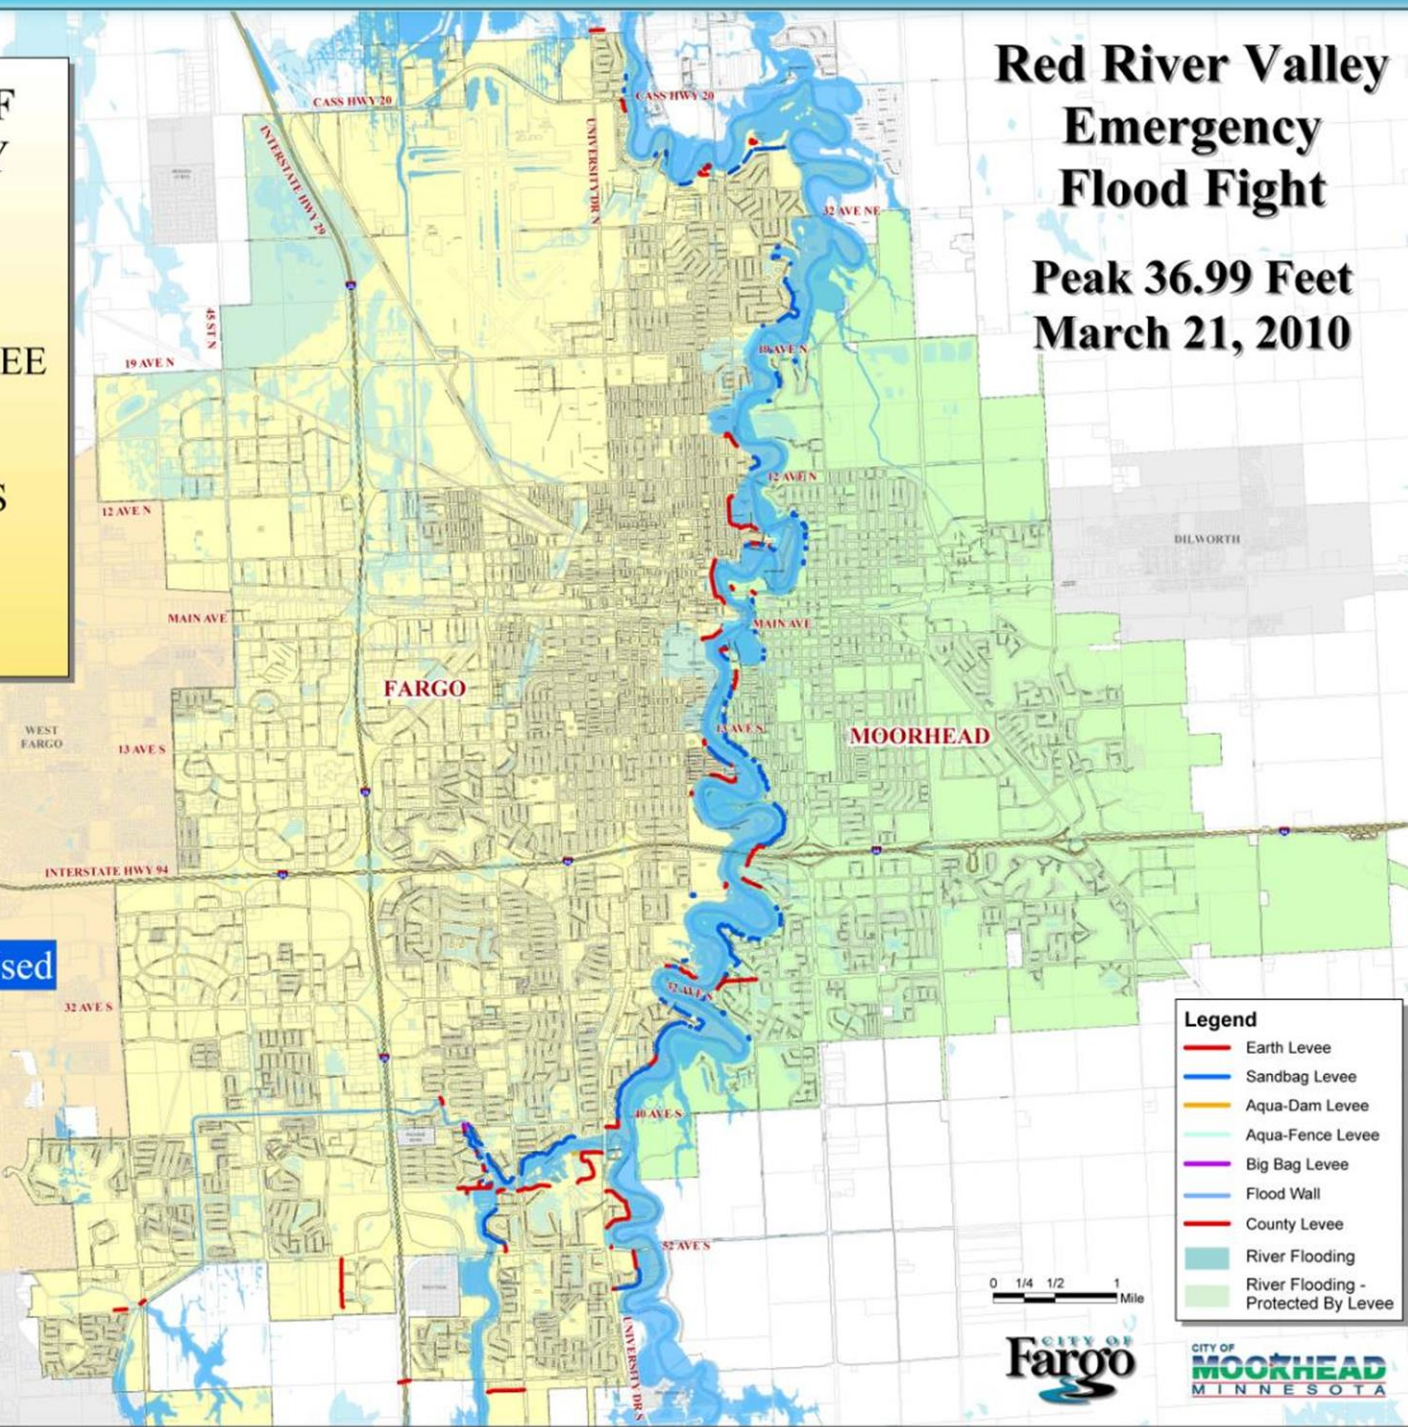 F
Y
EE
S
sed
Red River Valley
Emergency
Flood Fight
Peak 36.99 Feet
March 21, 2010
CASS HWY 20
CASS HWY 20
INTERSTATE HWY 29
UNIVERSITY DR N
32 AVE NE
45 ST N
19 AVE N
12 AVE N
12 AVE N
DILWORTH
MAIN AVE
MAIN AVE
FARGO
WEST
FARGO
13 AVE S
13 AVE S
MOORHEAD
INTERSTATE HWY 94
32 AVE S
32 AVE S
40 AVE S
52 AVE S
UNIVERSITY DR S
Legend
Earth Levee
Sandbag Levee
Aqua-Dam Levee
Aqua-Fence Levee
Big Bag Levee
Flood Wall
County Levee
River Flooding
River Flooding -
Protected By Levee
0 1/4 1/2 1
Mile
CITY OF
Fargo
CITY OF
MOORHEAD
MINNESOTA